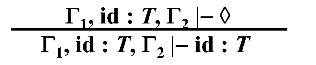 Γ₁, id : T, Γ₂ |– ◊
Γ₁, id : T, Γ₂ |– id : T